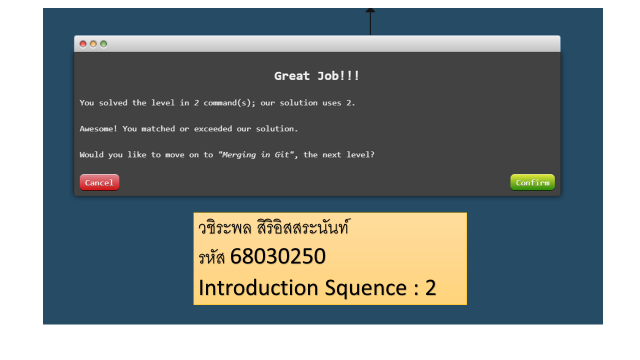 Great Job!!!
You solved the level in 2 command(s); our solution uses 2.
Awesome! You matched or exceeded our solution.
Would you like to move on to "Merging in Git", the next level?
Cancel
Confirm
วชิระพล สิริอิสสระนันท์
รหัส 68030250
Introduction Squence : 2